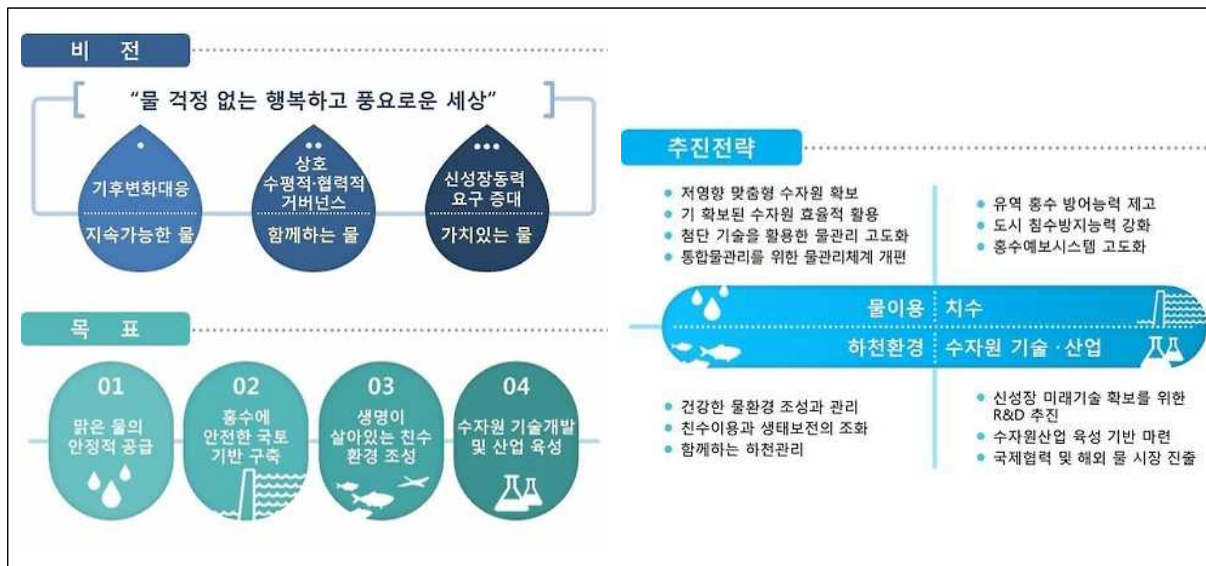 비 전
“물 걱정 없는 행복하고 풍요로운 세상”
기후변화대응
지속가능한 물
상호
수평적·협력적
거버넌스
함께하는 물
신성장동력
요구 증대
가치있는 물
목 표
01
맑은 물의
안정적 공급
02
홍수에
안전한 국토
기반 구축
03
생명이
살아있는 친수
환경 조성
04
수자원 기술개발
및 산업 육성
추진전략
저영향 맞춤형 수자원 확보
기 확보된 수자원 효율적 활용
첨단 기술을 활용한 물관리 고도화
통합물관리를 위한 물관리체계 개편
유역 홍수 방어능력 제고
도시 침수방지능력 강화
홍수예보시스템 고도화
물이용
치수
하천환경
수자원 기술·산업
건강한 물환경 조성과 관리
친수이용과 생태보전의 조화
함께하는 하천관리
신성장 미래기술 확보를 위한
R&D 추진
수자원산업 육성 기반 마련
국제협력 및 해외 물 시장 진출